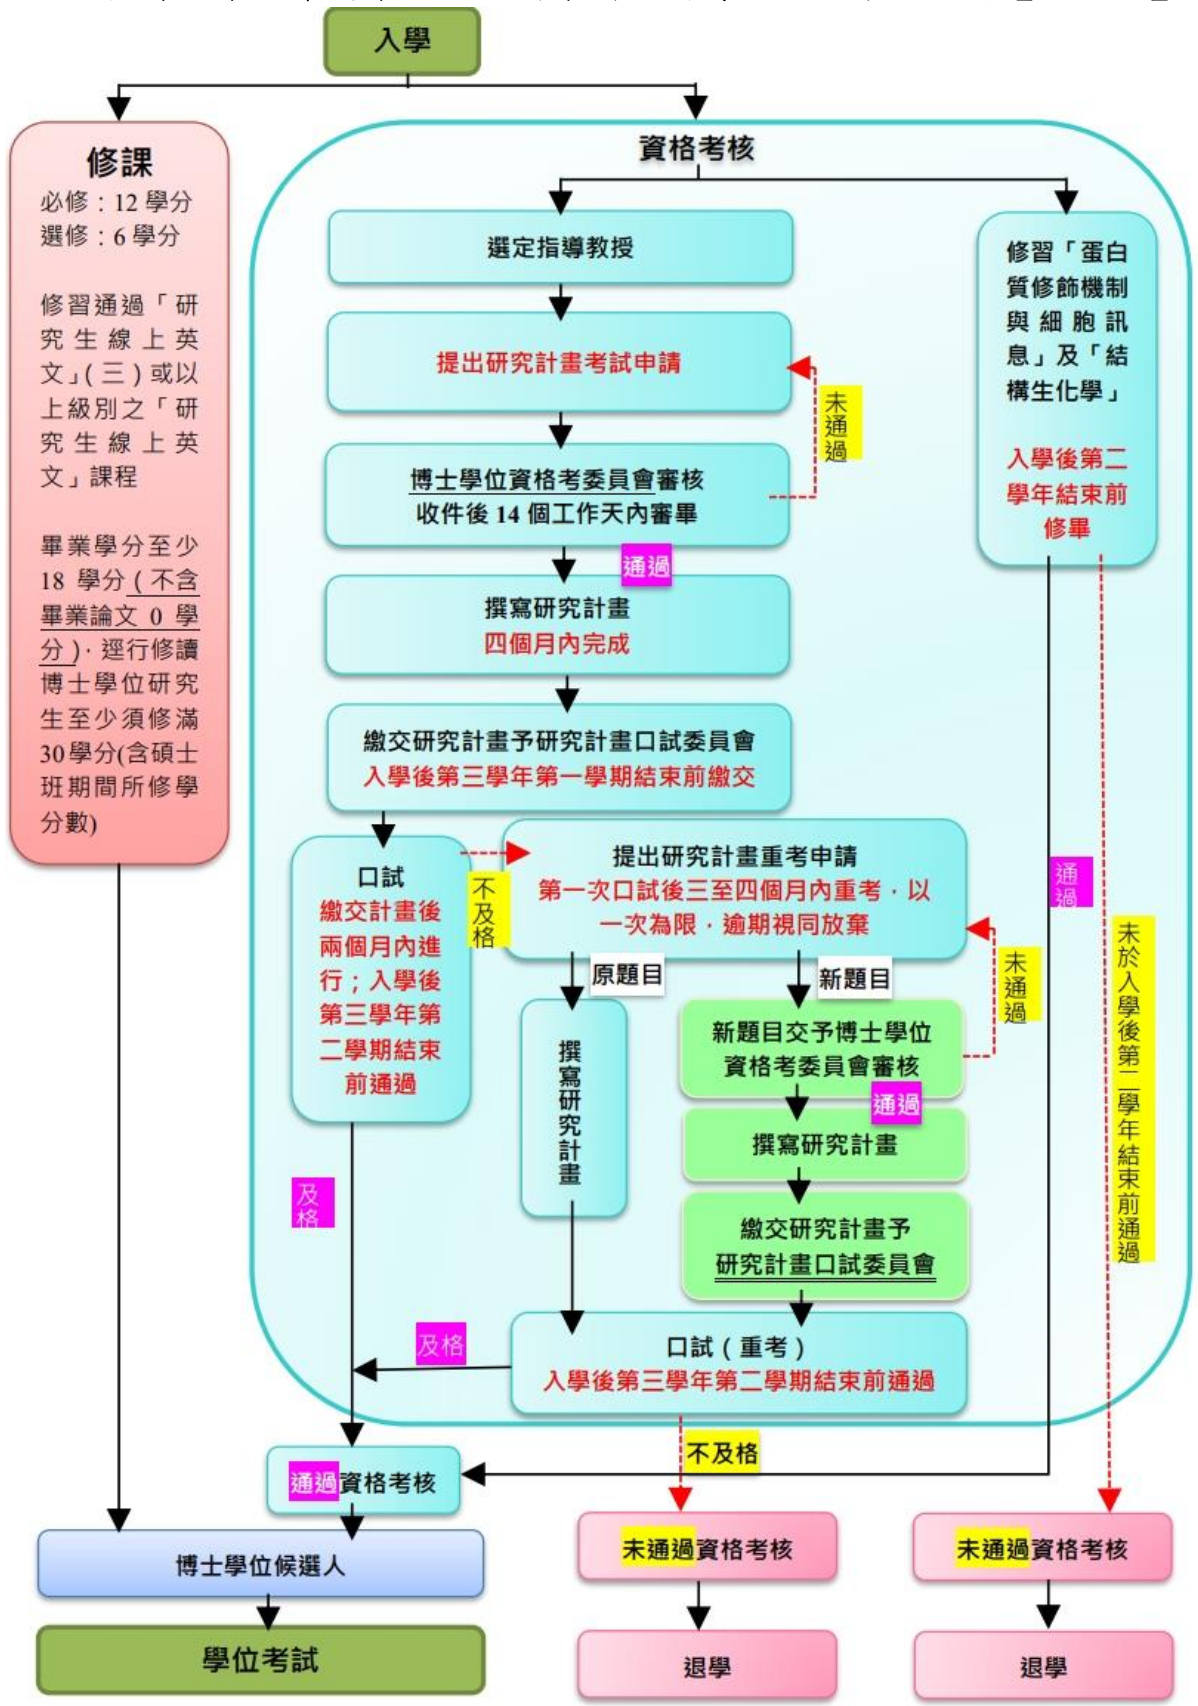 入學
修課
必修：12 學分
選修：6 學分
修習通過「研
究生線上英
文」(三)或以
上級別之「研
究生線上英
文」課程
畢業學分至少
18 學分(不含
畢業論文 0 學
分)，逕行修讀
博士學位研究
生至少須修滿
30學分(含碩士
班期間所修學
分數)
資格考核
選定指導教授
提出研究計畫考試申請
未通過
博士學位資格考委員會審核
收件後 14 個工作天內審畢
通過
撰寫研究計畫
四個月內完成
繳交研究計畫予研究計畫口試委員會
入學後第三學年第一學期結束前繳交
口試
繳交計畫後
兩個月內進
行；入學後
第三學年第
二學期結束
前通過
不及格
提出研究計畫重考申請
第一次口試後三至四個月內重考，以
一次為限，逾期視同放棄
原題目
新題目
未通過
撰寫研究計畫
新題目交予博士學位
資格考委員會審核
通過
撰寫研究計畫
繳交研究計畫予
研究計畫口試委員會
及格
及格
口試（重考）
入學後第三學年第二學期結束前通過
修習「蛋白
質修飾機制
與細胞訊
息」及「結
構生化學」
入學後第二
學年結束前
修畢
通過
未於入學後第二學年結束前通過
不及格
通過資格考核
博士學位候選人
學位考試
未通過資格考核
退學
未通過資格考核
退學